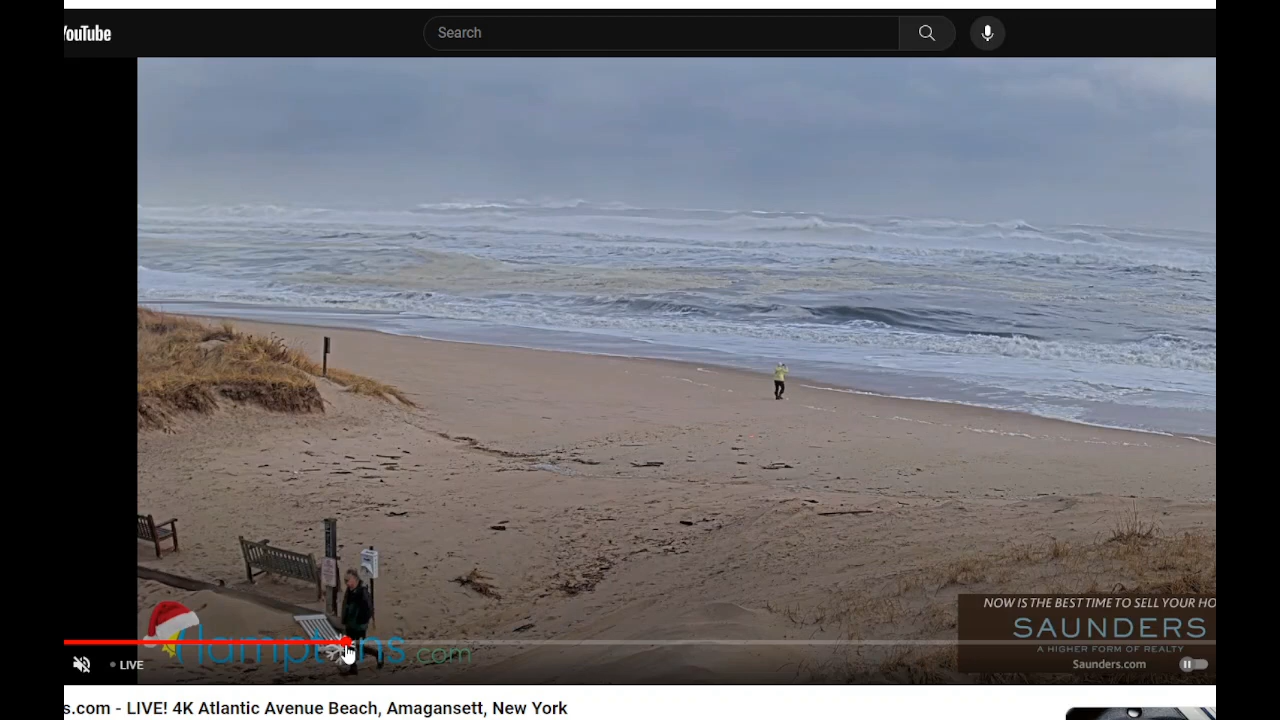 YouTube
Search
NOW IS THE BEST TIME TO SELL YOUR HO
SAUNDERS
A HIGHER FORM OF REALTY
Saunders.com
Hamptons.com
LIVE
s.com - LIVE! 4K Atlantic Avenue Beach, Amagansett, New York